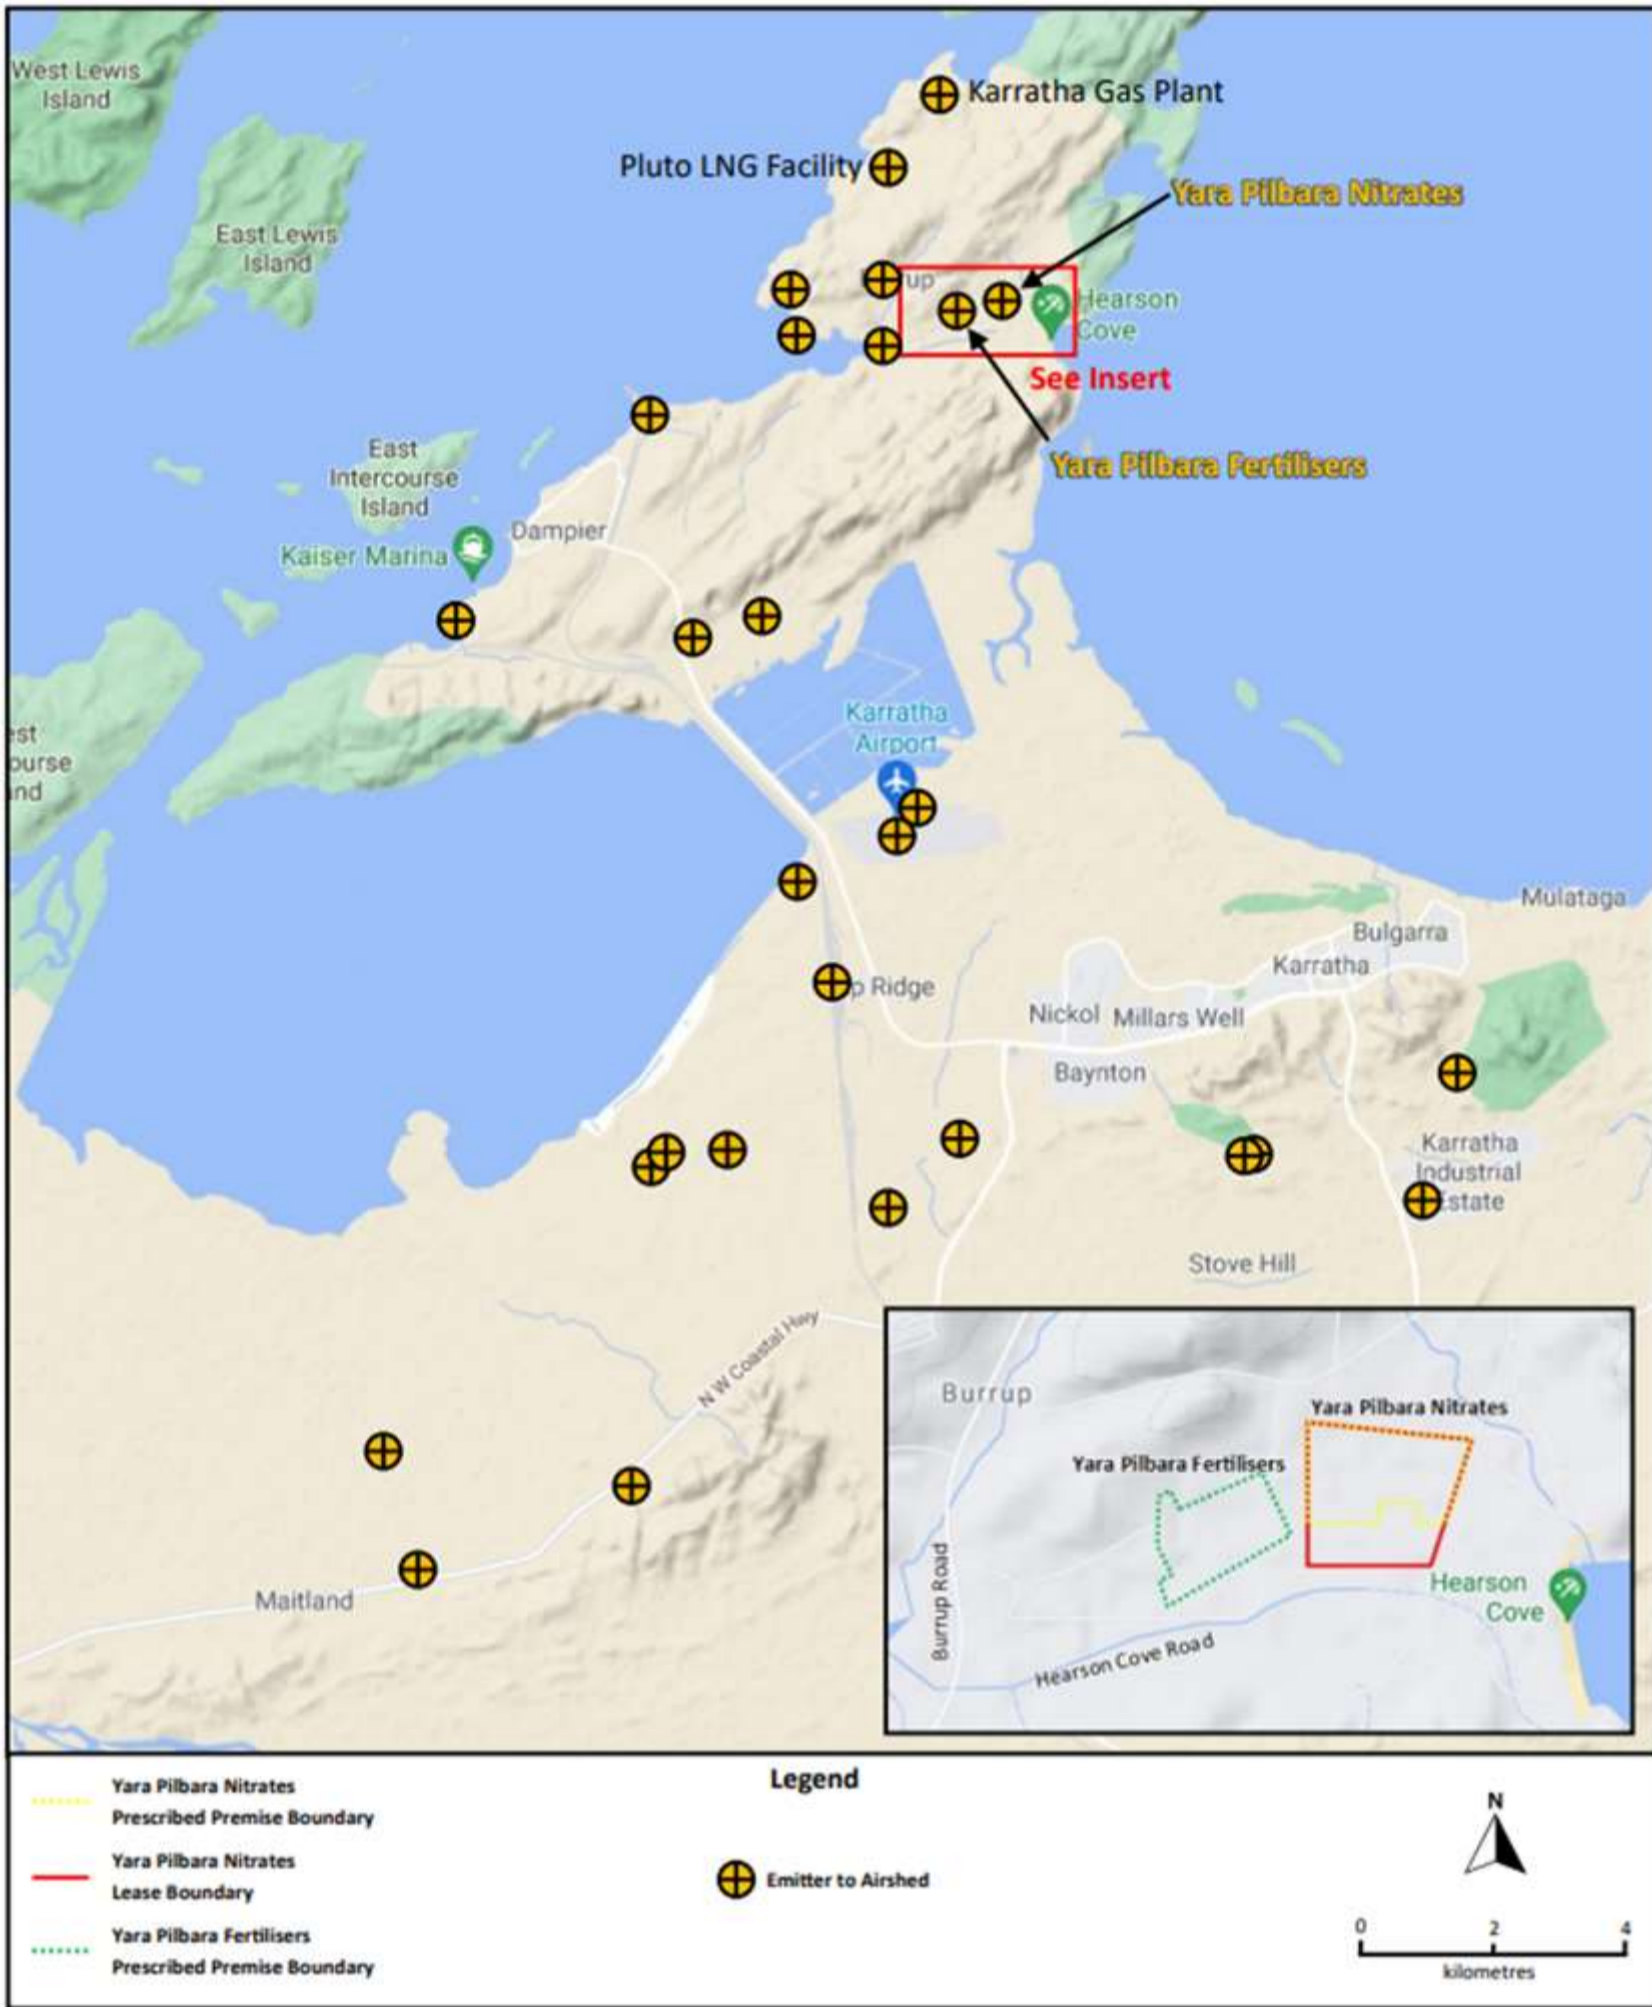 West Lewis
Island
Karratha Gas Plant
Pluto LNG Facility
Yara Pilbara Nitrates
East Lewis
Island
up
Hearson
Cove
See Insert
East
Intercourse
Island
Yara Pilbara Fertilisers
Dampier
Kaiser Marina
Karratha
Airport
est
ourse
nd
Mulataga
Bulgarra
Karratha
p Ridge
Nickol
Millars Well
Baynton
Karratha
Industrial
Estate
Stove Hill
N W Coastal Hwy
Maitland
Burrup
Yara Pilbara Nitrates
Yara Pilbara Fertilisers
Burrup Road
Hearson
Cove
Hearson Cove Road
Legend
Yara Pilbara Nitrates
Prescribed Premise Boundary
Yara Pilbara Nitrates
Lease Boundary
Yara Pilbara Fertilisers
Prescribed Premise Boundary
Emitter to Airshed
N
0 2 4
kilometres